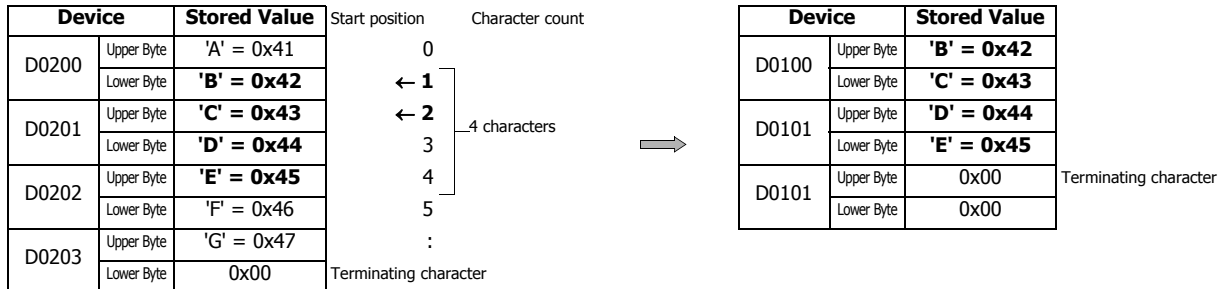 Device Stored Value Start position Character count
D0200 Upper Byte 'A' = 0x41 0
Lower Byte 'B' = 0x42 ← 1
D0201 Upper Byte 'C' = 0x43 ← 2
4 characters
Lower Byte 'D' = 0x44 3
D0202 Upper Byte 'E' = 0x45 4
Lower Byte 'F' = 0x46 5
D0203 Upper Byte 'G' = 0x47 :
Lower Byte 0x00 Terminating character
Device Stored Value
D0100 Upper Byte 'B' = 0x42
Lower Byte 'C' = 0x43
D0101 Upper Byte 'D' = 0x44
Lower Byte 'E' = 0x45
D0101 Upper Byte 0x00 Terminating character
Lower Byte 0x00